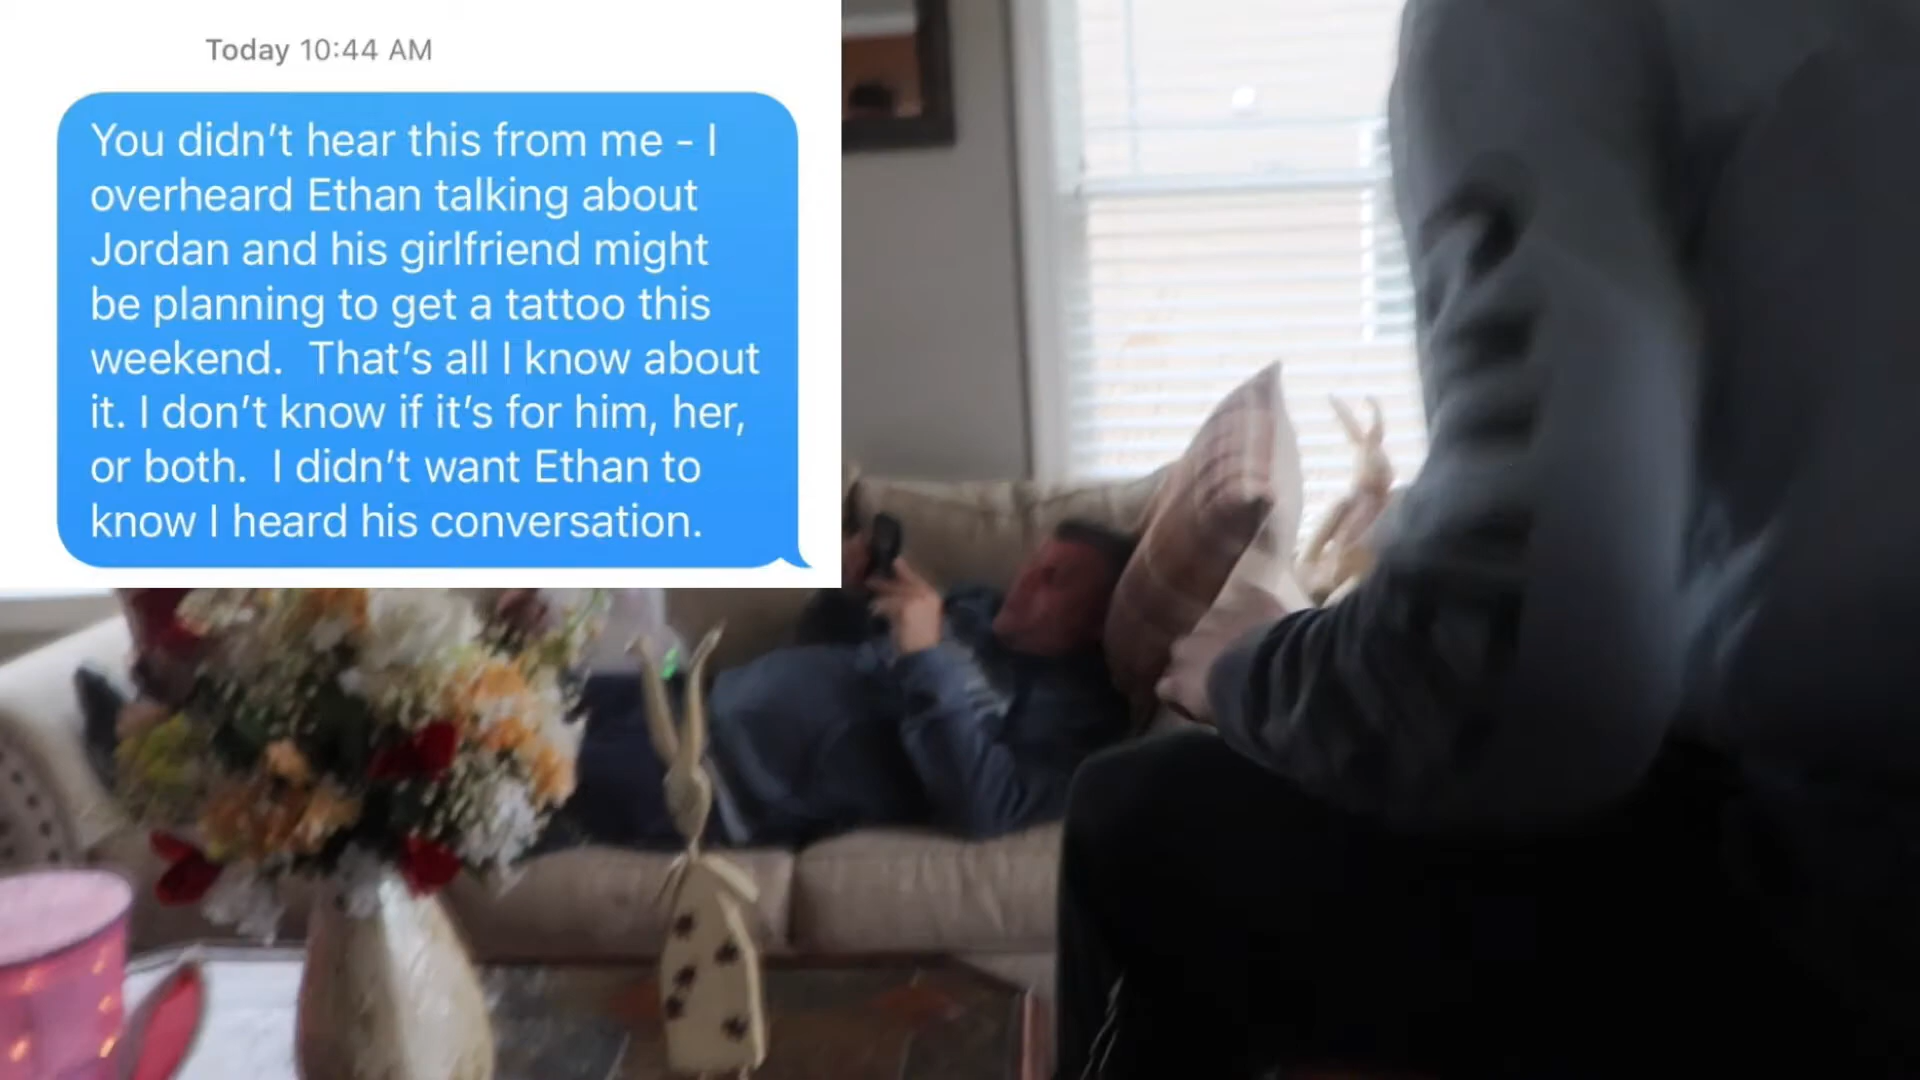 Today 10:44 AM
You didn’t hear this from me - I
overheard Ethan talking about
Jordan and his girlfriend might
be planning to get a tattoo this
weekend.  That’s all I know about
it. I don’t know if it’s for him, her,
or both.  I didn’t want Ethan to
know I heard his conversation.